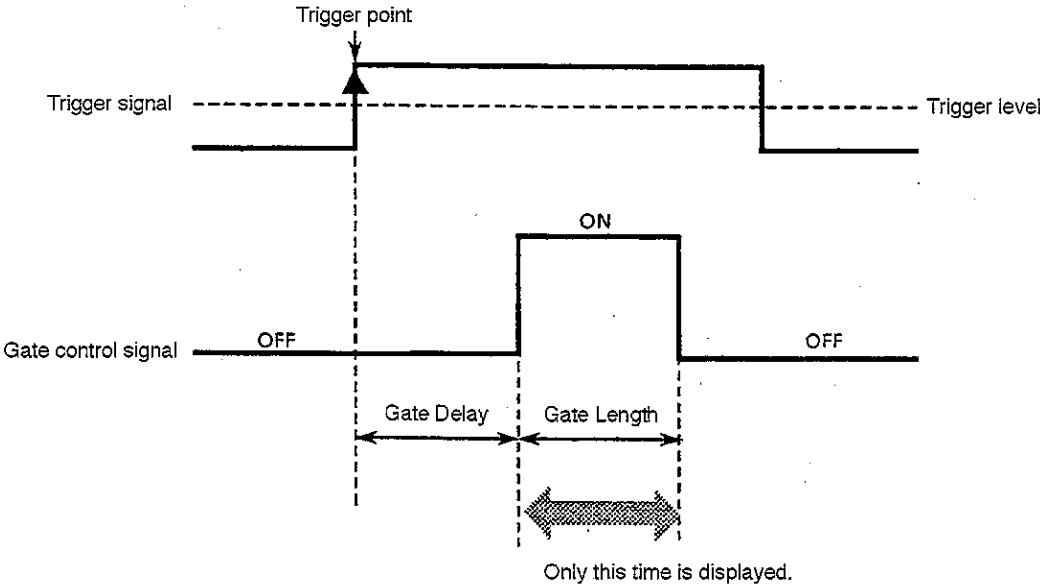 Trigger point
Trigger signal
Trigger level
ON
OFF
Gate control signal
OFF
Gate Delay
Gate Length
Only this time is displayed.